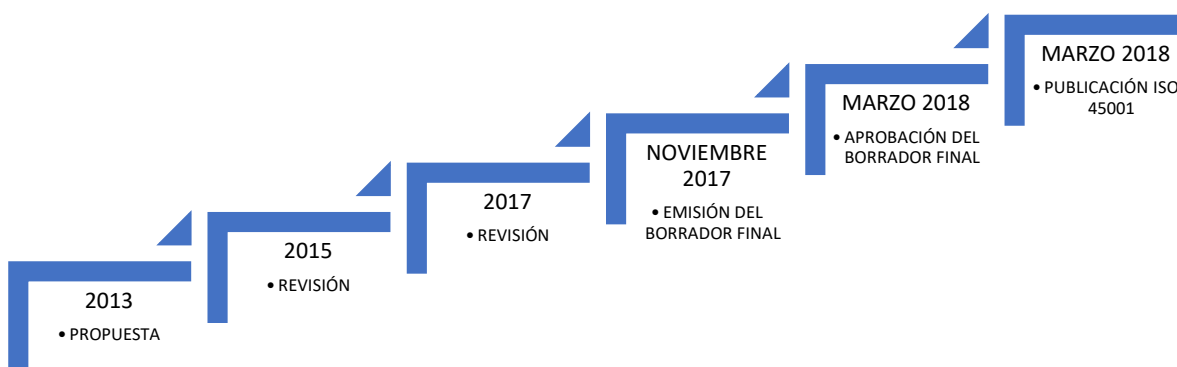 2013
• PROPUESTA
2015
• REVISIÓN
2017
• REVISIÓN
NOVIEMBRE
2017
• EMISIÓN DEL
BORRADOR FINAL
MARZO 2018
• APROBACIÓN DEL
BORRADOR FINAL
MARZO 2018
• PUBLICACIÓN ISO
45001